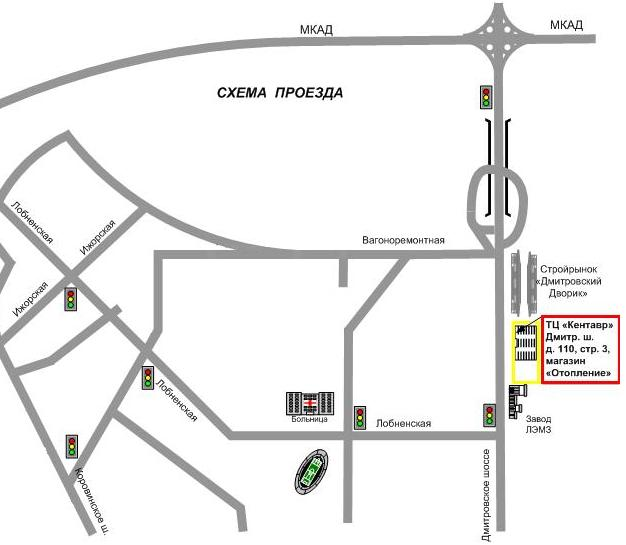 МКАД
МКАД
СХЕМА ПРОЕЗДА
Лобненская
Ижорская
Вагоноремонтная
Стройрынок
«Дмитровский
Дворик»
Ижорская
ТЦ «Кентавр»
Дмитр. ш.
д. 110, стр. 3,
магазин
«Отопление»
Лобненская
Больница
Лобненская
Завод
ЛЭМЗ
Коровинское ш.
Дмитровское шоссе